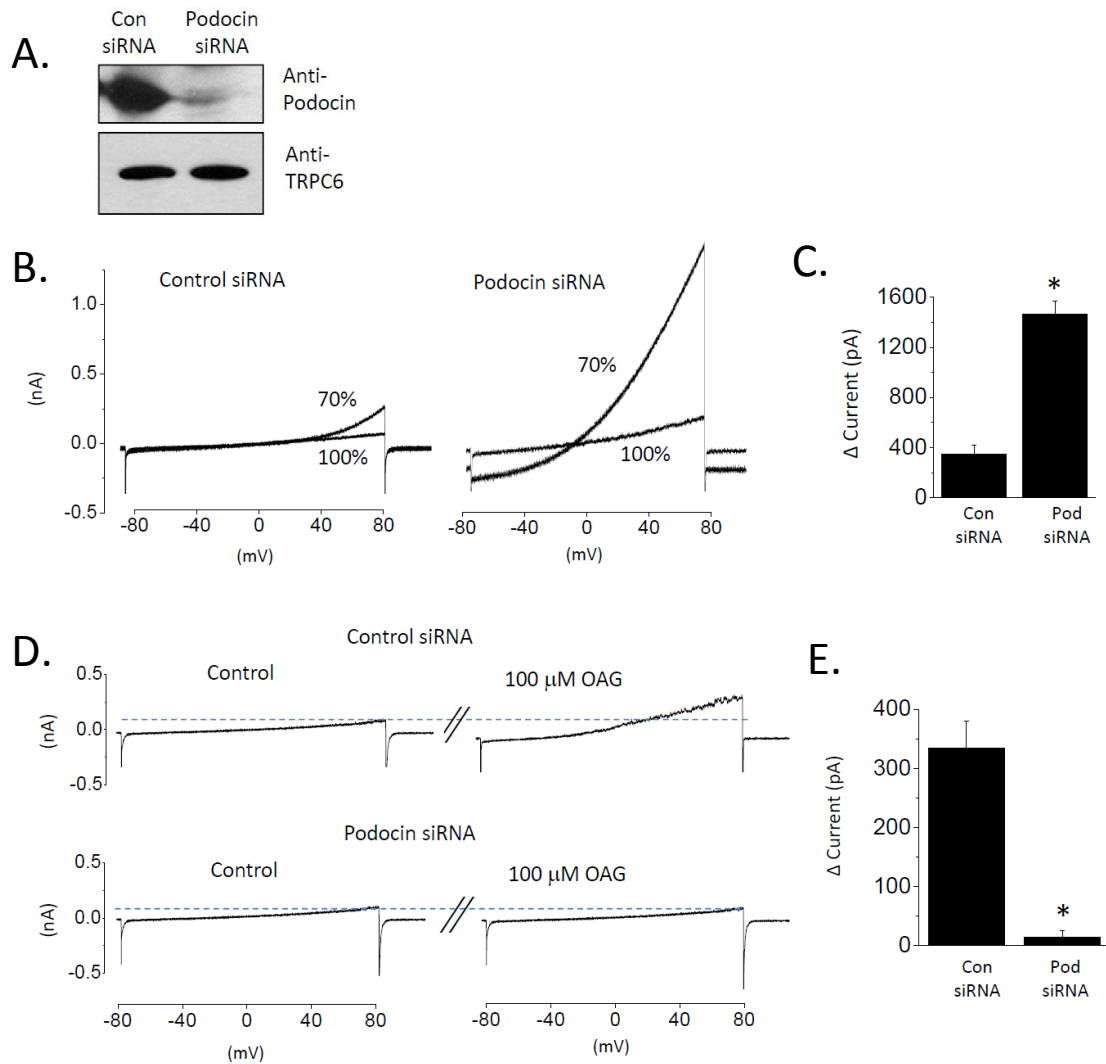 A.
Con
siRNA
Podocin
siRNA
Anti-
Podocin
Anti-
TRPC6
B.
Control siRNA
Podocin siRNA
1.0
0.5
0.0
-0.5
(nA)
70%
100%
70%
100%
-80 -40 0 40 80
(mV)
-80 -40 0 40 80
(mV)
C.
*
1600
1200
800
400
0
Δ Current (pA)
Con
siRNA
Pod
siRNA
D.
Control siRNA
Control
100 μM OAG
0.5
0.0
-0.5
(nA)
Podocin siRNA
Control
100 μM OAG
0.5
0.0
-0.5
(nA)
-80 -40 0 40 80
(mV)
-80 -40 0 40 80
(mV)
E.
400
300
200
100
0
Δ Current (pA)
*
Con
siRNA
Pod
siRNA